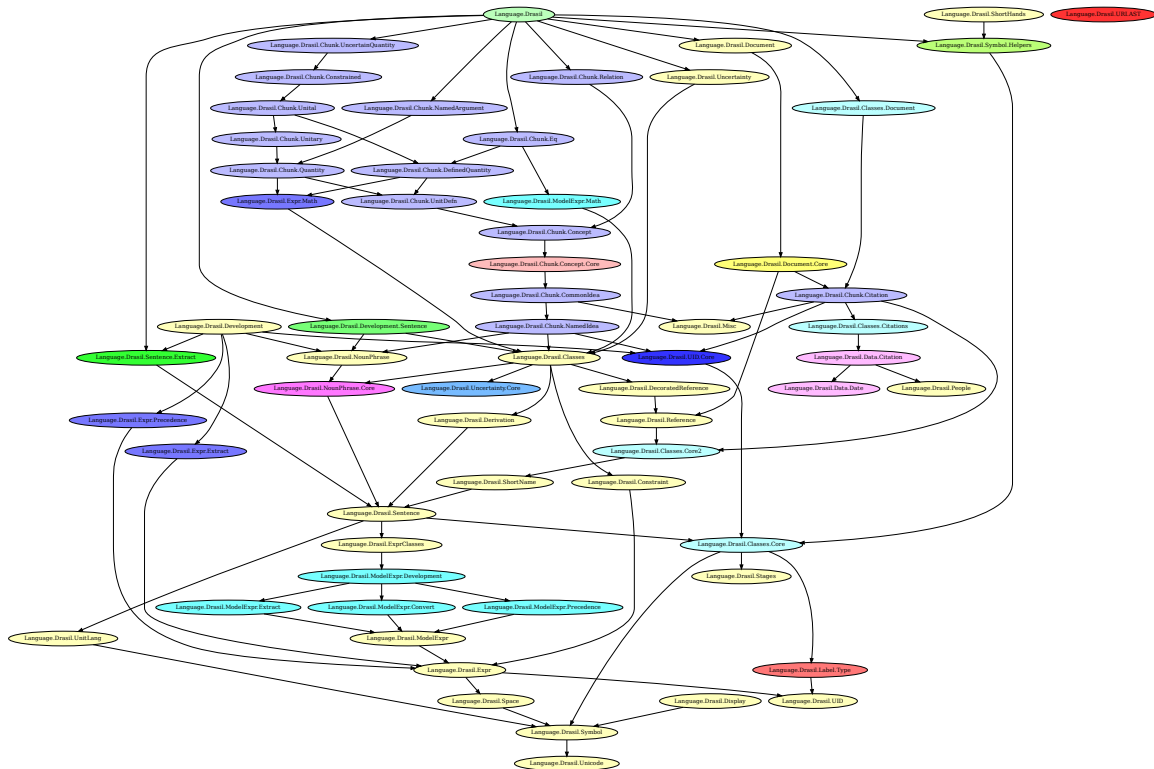 Language.Drasil
Language.Drasil.ShortHands
Language.Drasil.URI.AST
Language.Drasil.Chunk.UncertainQuantity
Language.Drasil.Document
Language.Drasil.Symbol.Helpers
Language.Drasil.Chunk.Constrained
Language.Drasil.Chunk.Relation
Language.Drasil.Uncertainty
Language.Drasil.Chunk.Unital
Language.Drasil.Chunk.NamedArgument
Language.Drasil.Classes.Document
Language.Drasil.Chunk.Unitary
Language.Drasil.Chunk.Eq
Language.Drasil.Chunk.Quantity
Language.Drasil.Chunk.DefinedQuantity
Language.Drasil.Expr.Math
Language.Drasil.Chunk.UnitDefn
Language.Drasil.ModelExpr.Math
Language.Drasil.Chunk.Concept
Language.Drasil.Chunk.Concept.Core
Language.Drasil.Document.Core
Language.Drasil.Chunk.CommonIdea
Language.Drasil.Chunk.Citation
Language.Drasil.Development
Language.Drasil.Development.Sentence
Language.Drasil.Chunk.NamedIdea
Language.Drasil.Misc
Language.Drasil.Classes.Citations
Language.Drasil.Sentence.Extract
Language.Drasil.NounPhrase
Language.Drasil.Classes
Language.Drasil.UID.Core
Language.Drasil.Data.Citation
Language.Drasil.NounPhrase.Core
Language.Drasil.Uncertainty.Core
Language.Drasil.DecoratedReference
Language.Drasil.Data.Date
Language.Drasil.People
Language.Drasil.Expr.Precedence
Language.Drasil.Derivation
Language.Drasil.Reference
Language.Drasil.Expr.Extract
Language.Drasil.Classes.Core2
Language.Drasil.ShortName
Language.Drasil.Constraint
Language.Drasil.Sentence
Language.Drasil.ExprClasses
Language.Drasil.Classes.Core
Language.Drasil.ModelExpr.Development
Language.Drasil.Stages
Language.Drasil.ModelExpr.Extract
Language.Drasil.ModelExpr.Convert
Language.Drasil.ModelExpr.Precedence
Language.Drasil.UnitLang
Language.Drasil.ModelExpr
Language.Drasil.Expr
Language.Drasil.Label.Type
Language.Drasil.Space
Language.Drasil.Display
Language.Drasil.UID
Language.Drasil.Symbol
Language.Drasil.Unicode